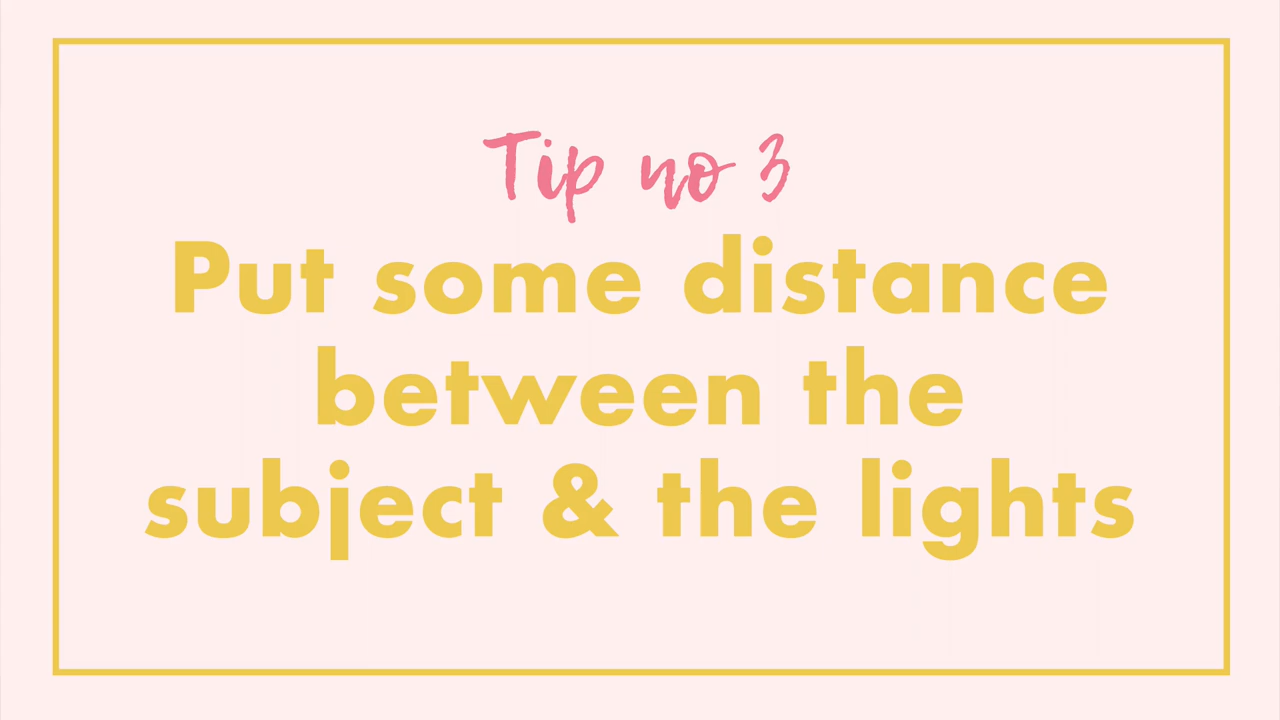 Tip no 3
Put some distance
between the
subject & the lights